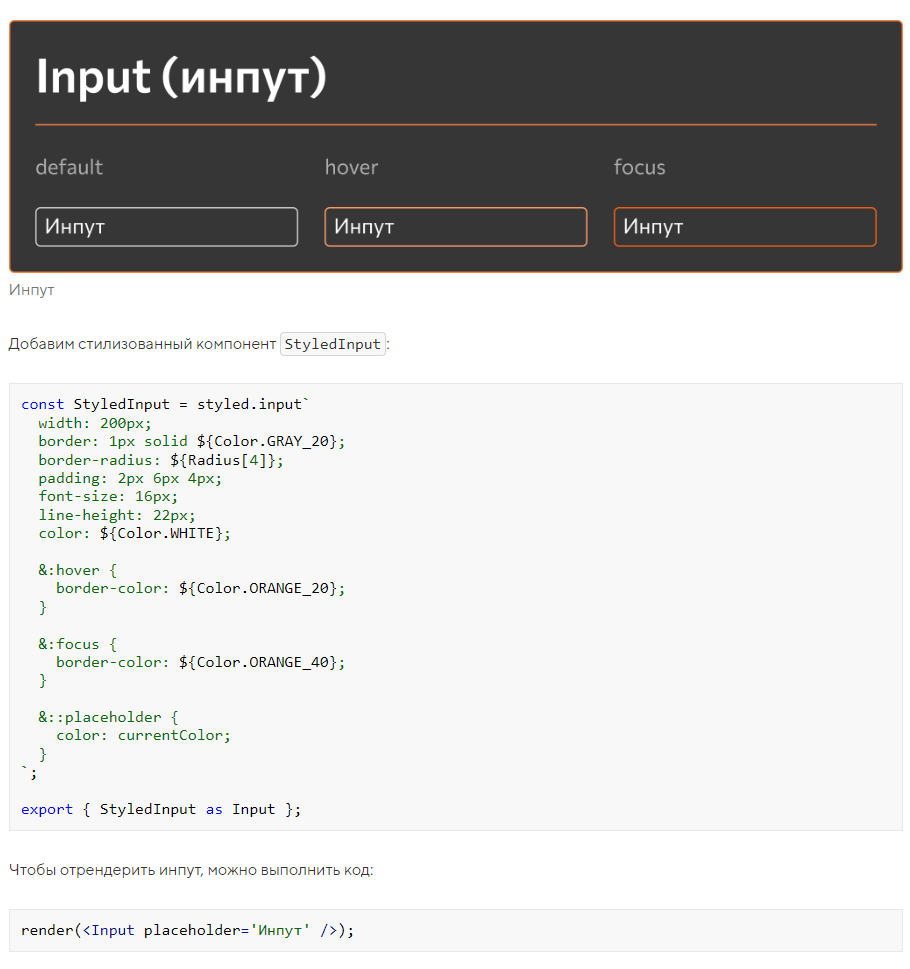 Input (инпут)
default hover focus
Инпут Инпут Инпут
Инпут
Добавим стилизованный компонент StyledInput:
const StyledInput = styled.input`
  width: 200px;
  border: 1px solid ${Color.GRAY_20};
  border-radius: ${Radius[4]};
  padding: 2px 6px 4px;
  font-size: 16px;
  line-height: 22px;
  color: ${Color.WHITE};
  &:hover {
    border-color: ${Color.ORANGE_20};
  }
  &:focus {
    border-color: ${Color.ORANGE_40};
  }
  &::placeholder {
    color: currentColor;
  }
`;
export { StyledInput as Input };
Чтобы отрендерить инпут, можно выполнить код:
render(<Input placeholder='Инпут' />);